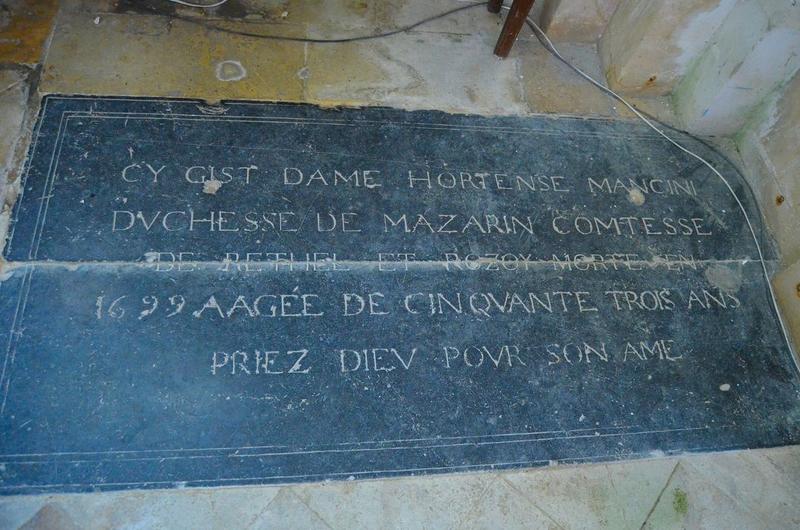 CY GIST DAME HORTENSE MANCINI
DVCHESSE DE MAZARIN COMTESSE
DE RETHEL ET ROZOY MORTE EN
1699 AAGÉE DE CINQVANTE TROIS ANS
PRIEZ DIEV POVR SON AME